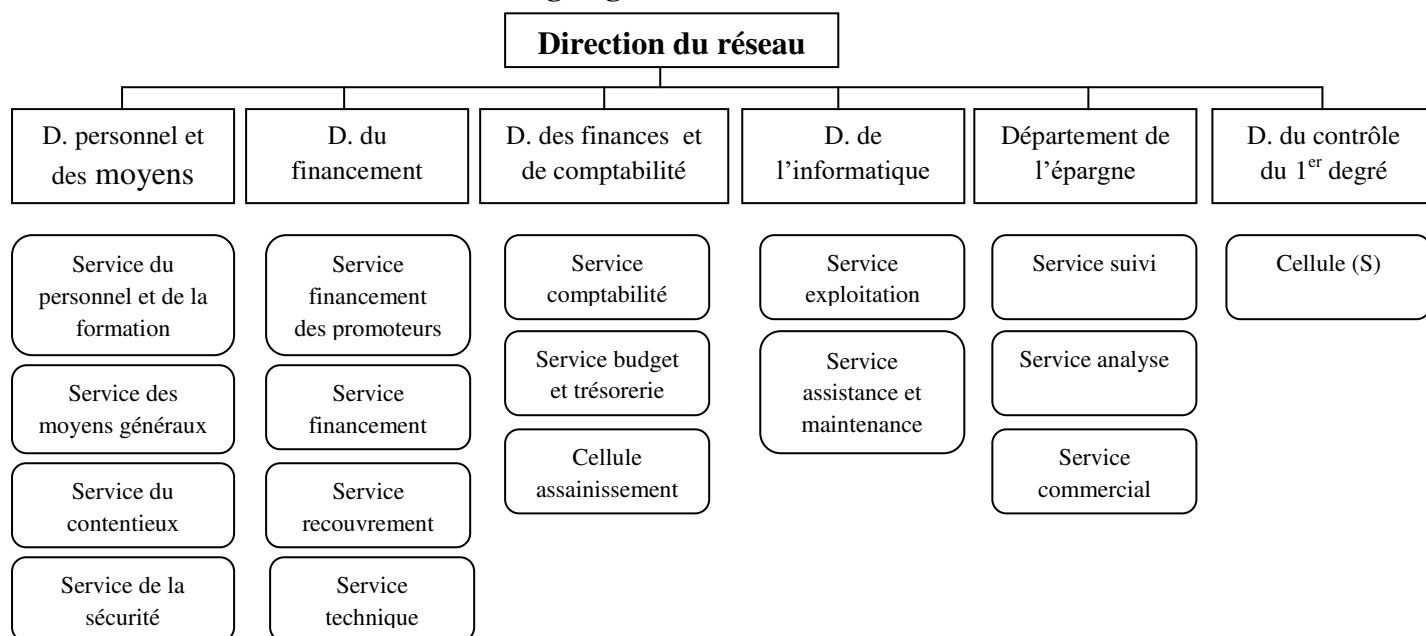 Direction du réseau
D. personnel et
des moyens
D. du
financement
D. des finances et
de comptabilité
D. de
l'informatique
Département de
l'épargne
D. du contrôle
du 1er degré
Service du
personnel et de la
formation
Service des
moyens généraux
Service du
contentieux
Service de la
sécurité
Service
financement
des promoteurs
Service
financement
Service
recouvrement
Service
technique
Service
comptabilité
Service budget
et trésorerie
Cellule
assainissement
Service
exploitation
Service
assistance et
maintenance
Service suivi
Service analyse
Service
commercial
Cellule (S)